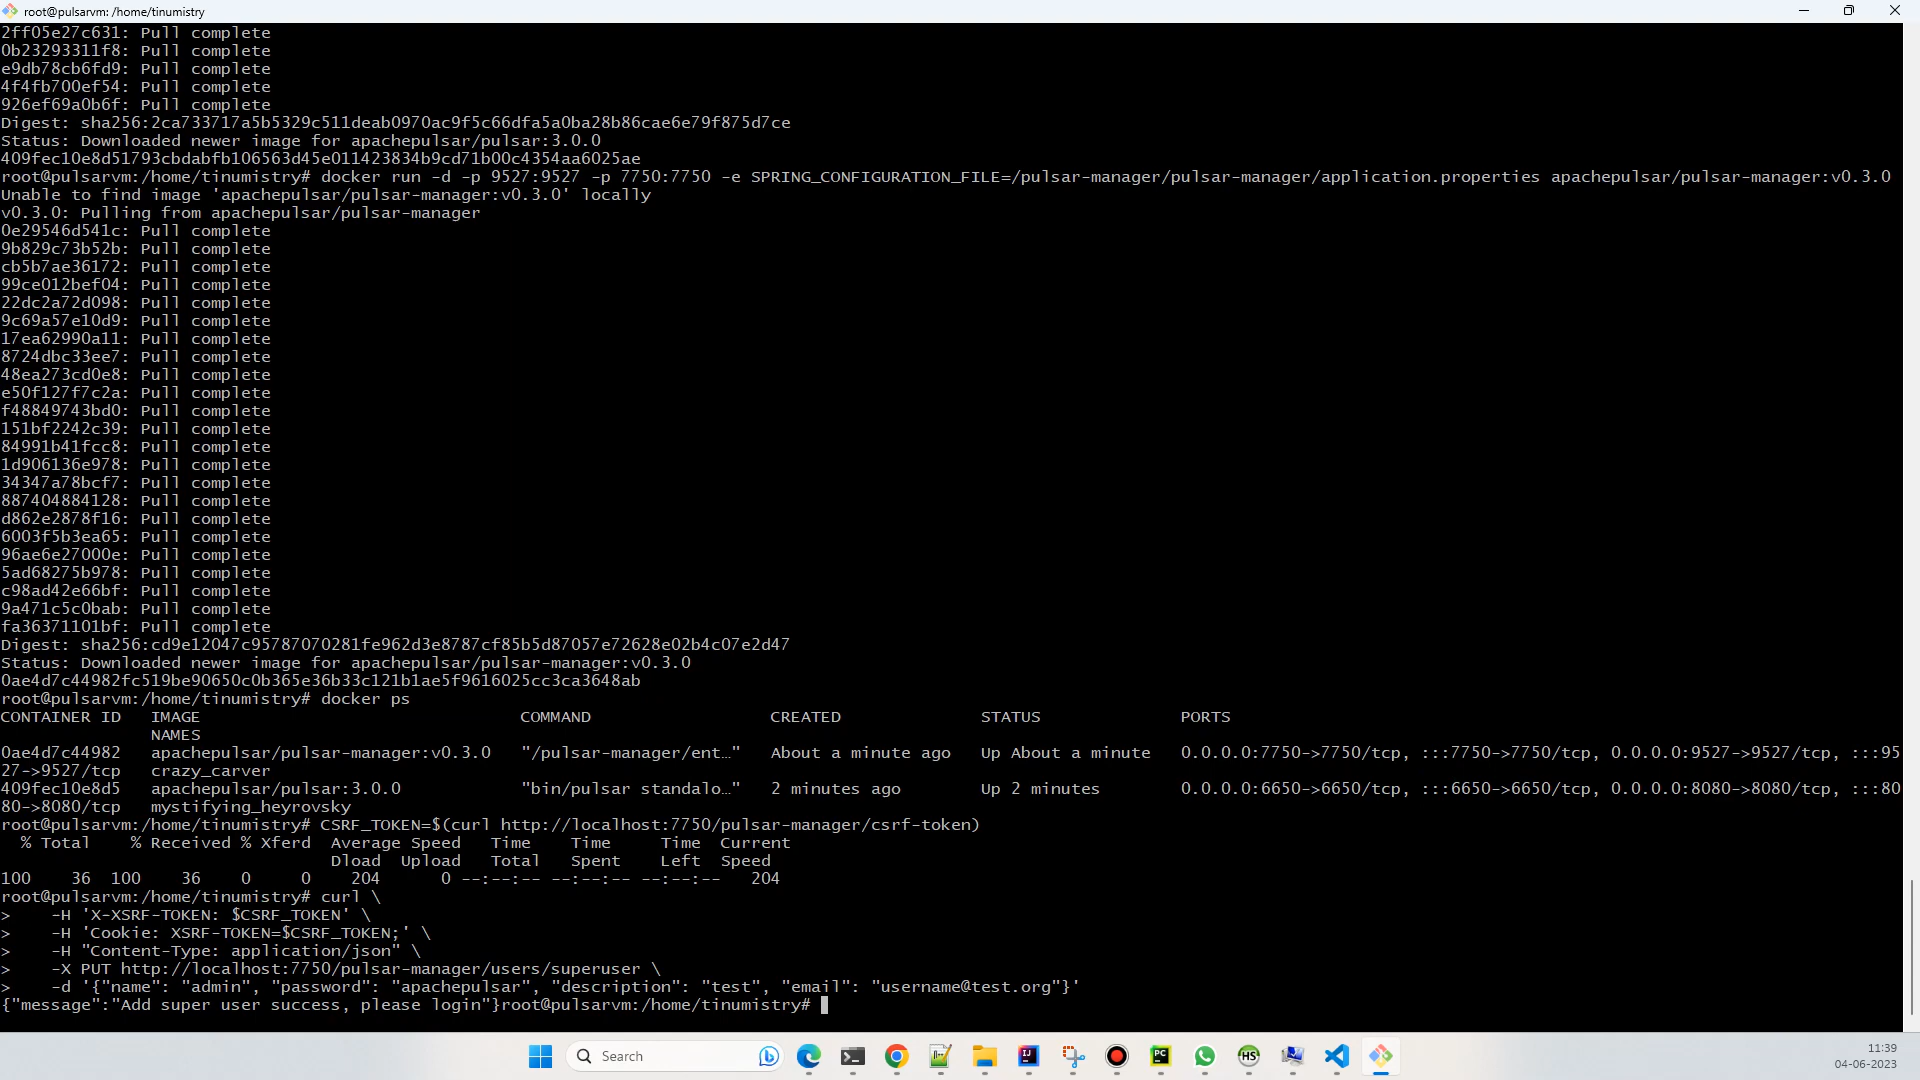 root@pulsarvm: /home/tinumistry
2ff05e27c631: Pull complete
0b23293311f8: Pull complete
e9db78cb6fd9: Pull complete
4f4fb700ef54: Pull complete
926ef69a0b6f: Pull complete
Digest: sha256:2ca733717a5b5329c511deab0970ac9f5c66dfa5a0ba28b86cae6e79f875d7ce
Status: Downloaded newer image for apachepulsar/pulsar:3.0.0
409fec10e8d51793cbdabfb106563d45e011423834b9cd71b00c4354aa6025ae
root@pulsarvm:/home/tinumistry# docker run -d -p 9527:9527 -p 7750:7750 -e SPRING_CONFIGURATION_FILE=/pulsar-manager/pulsar-manager/application.properties apachepulsar/pulsar-manager:v0.3.0
Unable to find image 'apachepulsar/pulsar-manager:v0.3.0' locally
v0.3.0: Pulling from apachepulsar/pulsar-manager
0e29546d541c: Pull complete
9b829c73b52b: Pull complete
cb5b7ae36172: Pull complete
99ce012bef04: Pull complete
22dc2a72d098: Pull complete
9c69a57e10d9: Pull complete
17ea62990a11: Pull complete
8724dbc33ee7: Pull complete
48ea273cd0e8: Pull complete
e50f127f7c2a: Pull complete
f48849743bd0: Pull complete
151bf2242c39: Pull complete
84991b41fcc8: Pull complete
1d906136e978: Pull complete
34347a78bcf7: Pull complete
887404884128: Pull complete
d862e2878f16: Pull complete
6003f5b3ea65: Pull complete
96ae6e27000e: Pull complete
5ad68275b978: Pull complete
c98ad42e66bf: Pull complete
9a471c5c0bab: Pull complete
fa36371101bf: Pull complete
Digest: sha256:cd9e12047c95787070281fe962d3e8787cf85b5d87057e72628e02b4c07e2d47
Status: Downloaded newer image for apachepulsar/pulsar-manager:v0.3.0
0ae4d7c44982fc519be90650c0b365e36b33c121b1ae5f9616025cc3ca3648ab
root@pulsarvm:/home/tinumistry# docker ps
CONTAINER ID   IMAGE                                COMMAND                  CREATED              STATUS              PORTS
NAMES
0ae4d7c44982   apachepulsar/pulsar-manager:v0.3.0   "/pulsar-manager/ent…"   About a minute ago   Up About a minute   0.0.0.0:7750->7750/tcp, :::7750->7750/tcp, 0.0.0.0:9527->9527/tcp, :::95
27->9527/tcp   crazy_carver
409fec10e8d5   apachepulsar/pulsar:3.0.0            "bin/pulsar standalo…"   2 minutes ago        Up 2 minutes        0.0.0.0:6650->6650/tcp, :::6650->6650/tcp, 0.0.0.0:8080->8080/tcp, :::80
80->8080/tcp   mystifying_heyrovsky
root@pulsarvm:/home/tinumistry# CSRF_TOKEN=$(curl http://localhost:7750/pulsar-manager/csrf-token)
% Total    % Received % Xferd  Average Speed   Time    Time     Time  Current
Dload  Upload   Total   Spent    Left  Speed
100    36  100    36    0     0    204      0 --:--:-- --:--:-- --:--:--   204
root@pulsarvm:/home/tinumistry# curl \
>    -H 'X-XSRF-TOKEN: $CSRF_TOKEN' \
>    -H 'Cookie: XSRF-TOKEN=$CSRF_TOKEN;' \
>    -H "Content-Type: application/json" \
>    -X PUT http://localhost:7750/pulsar-manager/users/superuser \
>    -d '{"name": "admin", "password": "apachepulsar", "description": "test", "email": "username@test.org"}'
{"message":"Add super user success, please login"}root@pulsarvm:/home/tinumistry#
Search
11:39
04-06-2023